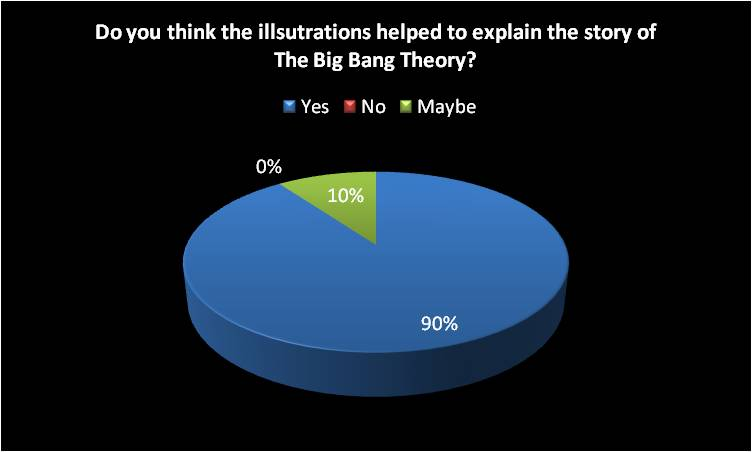 Do you think the illsutrations helped to explain the story of
The Big Bang Theory?
Yes No Maybe
0%
10%
90%